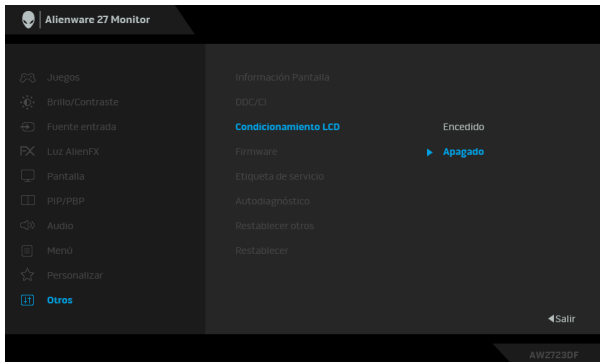 Alienware 27 Monitor
Juegos
Brillo/Contraste
Fuente entrada
FX Luz AlienFX
Pantalla
PIP/PBP
Audio
Menú
Personalizar
Otros
Información Pantalla
DDC/CI
Condicionamiento LCD
Firmware
Etiqueta de servicio
Autodiagnóstico
Restablecer otros
Restablecer
Encedido
Apagado
Salir
AW2723DF